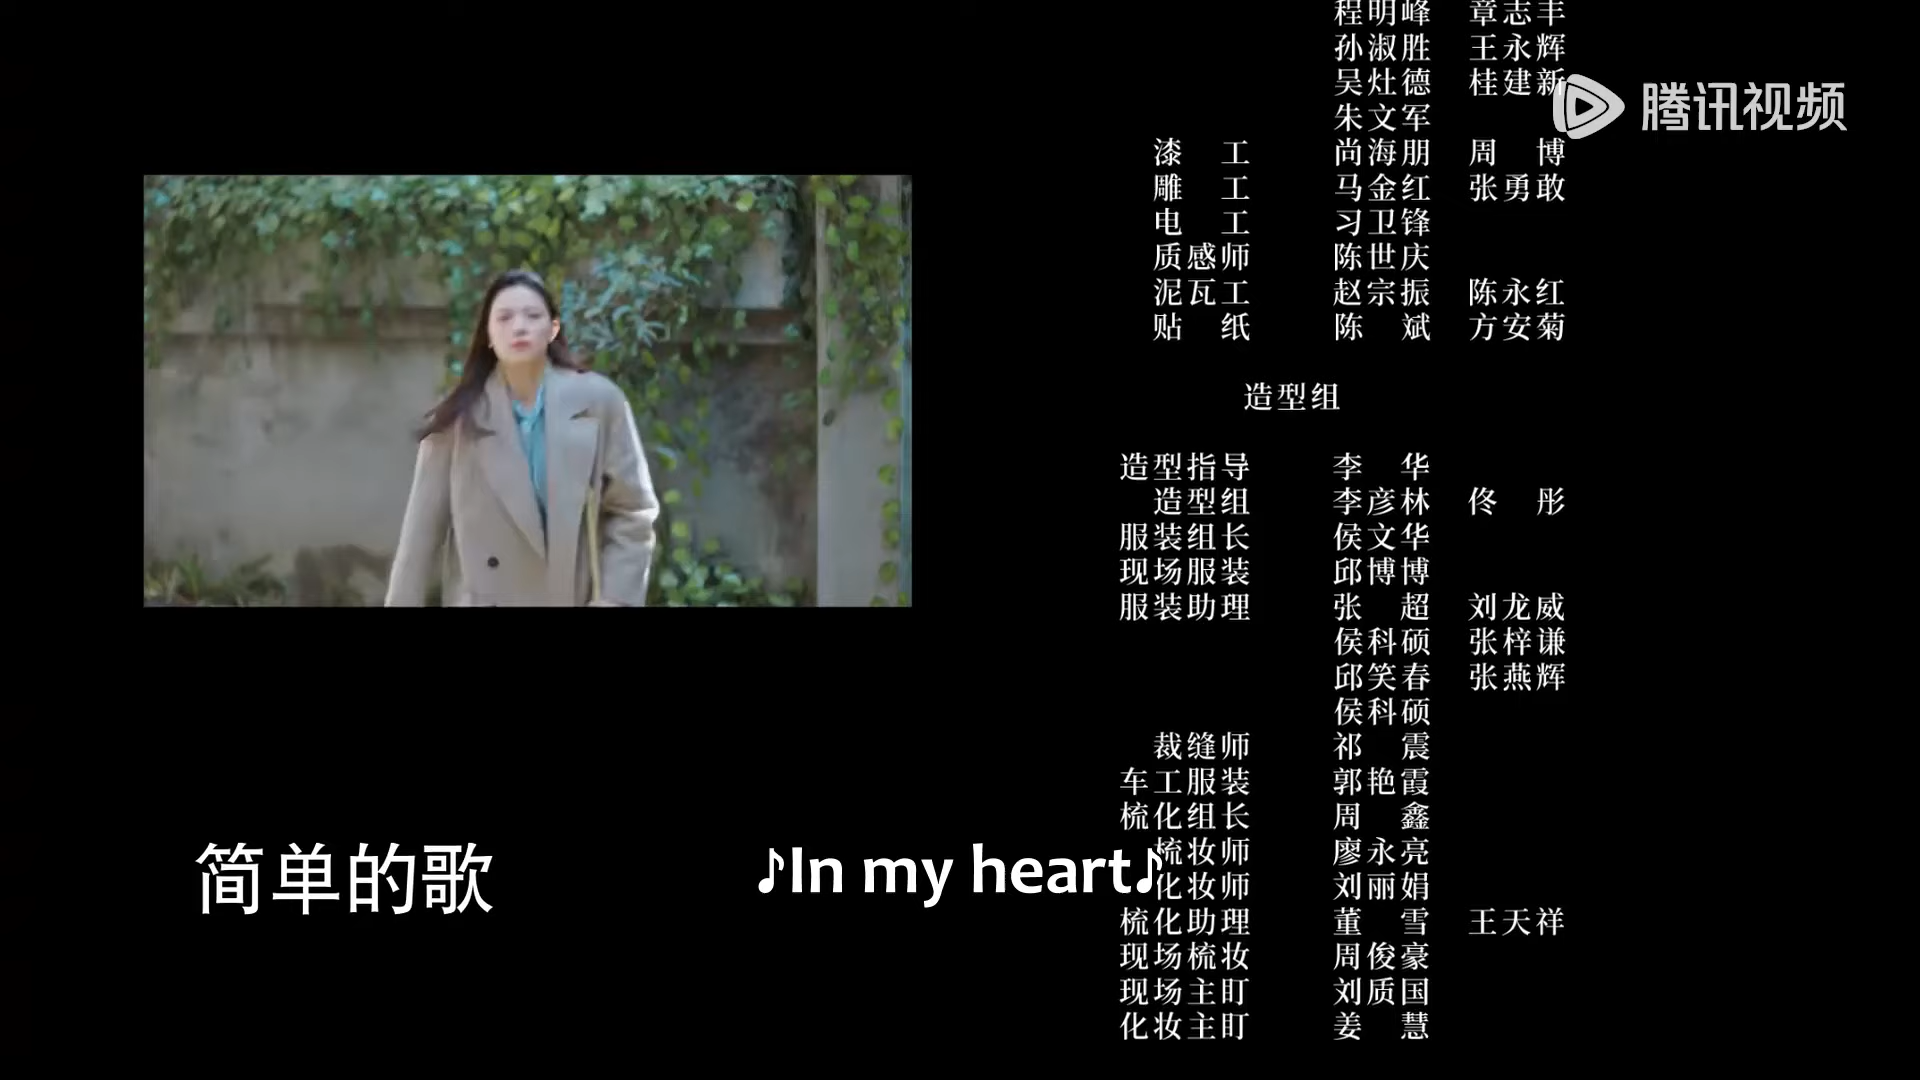 程明峰 章志丰
孙淑胜 王永辉
吴灶德 桂建新
腾讯视频
朱文军
漆 工 尚海朋 周 博
雕 工 马金红 张勇敢
电 工 习卫锋
质感师 陈世庆
泥瓦工 赵宗振 陈永红
贴 纸 陈 斌 方安菊
造型组
造型指导 李 华
造型组 李彦林 佟 彤
服装组长 侯文华
现场服装 邱博博
服装助理 张 超 刘龙威
侯科硕 张梓谦
邱笑春 张燕辉
侯科硕
裁缝师 祁 震
车工服装 郭艳霞
梳化组长 周 鑫
梳妆师 廖永亮
化妆师 刘丽娟
梳化助理 董 雪 王天祥
现场梳妆 周俊豪
现场主盯 刘质国
化妆主盯 姜 慧
简单的歌
♪In my heart♪